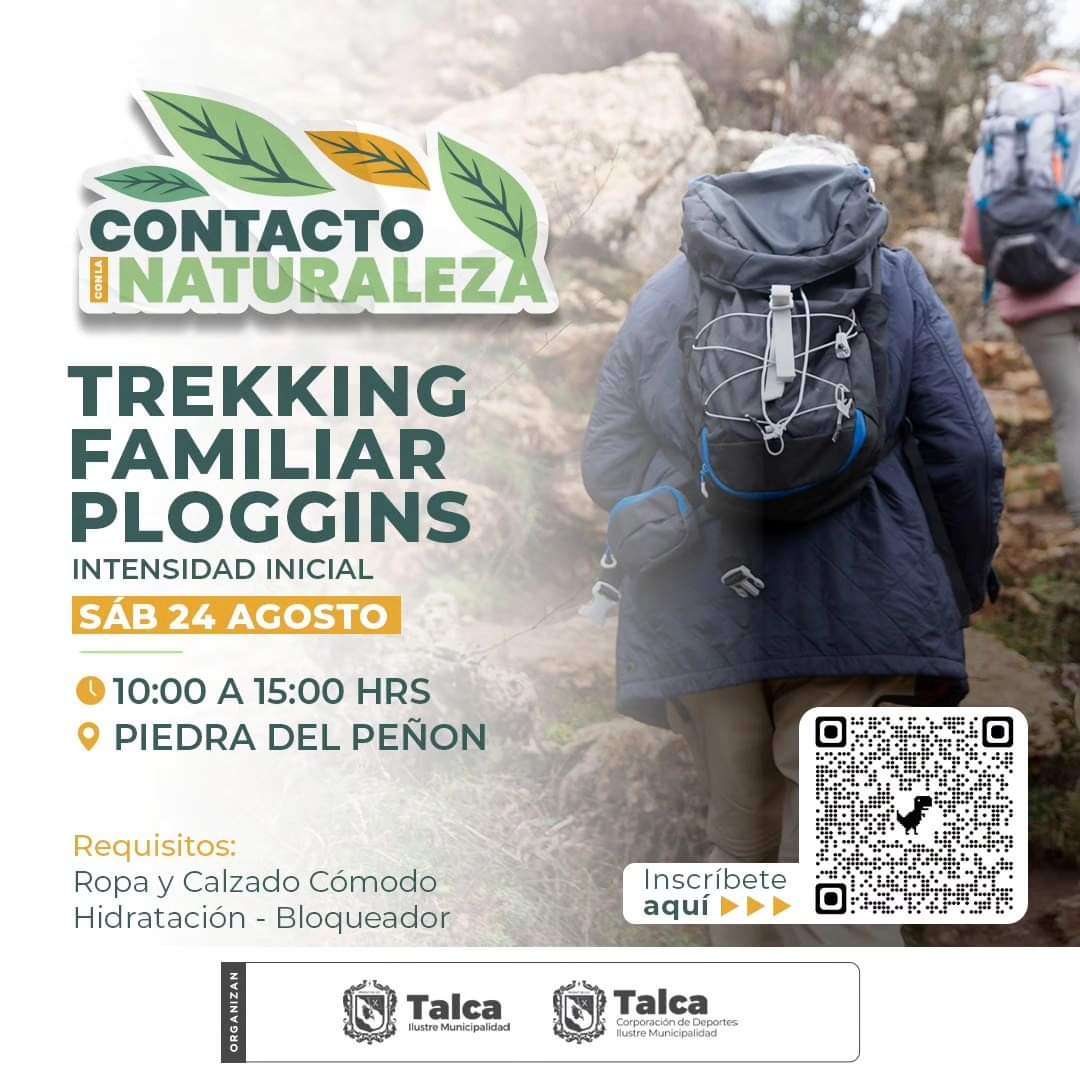 CONTACTO
CON LA
NATURALEZA
TREKKING
FAMILIAR
PLOGGINS
INTENSIDAD INICIAL
SÁB 24 AGOSTO
10:00 A 15:00 HRS
PIEDRA DEL PEÑON
Requisitos:
Ropa y Calzado Cómodo
Hidratación - Bloqueador
Inscríbete
aquí
ORGANIZAN
Talca
Ilustre Municipalidad
Talca
Corporación de Deportes
Ilustre Municipalidad